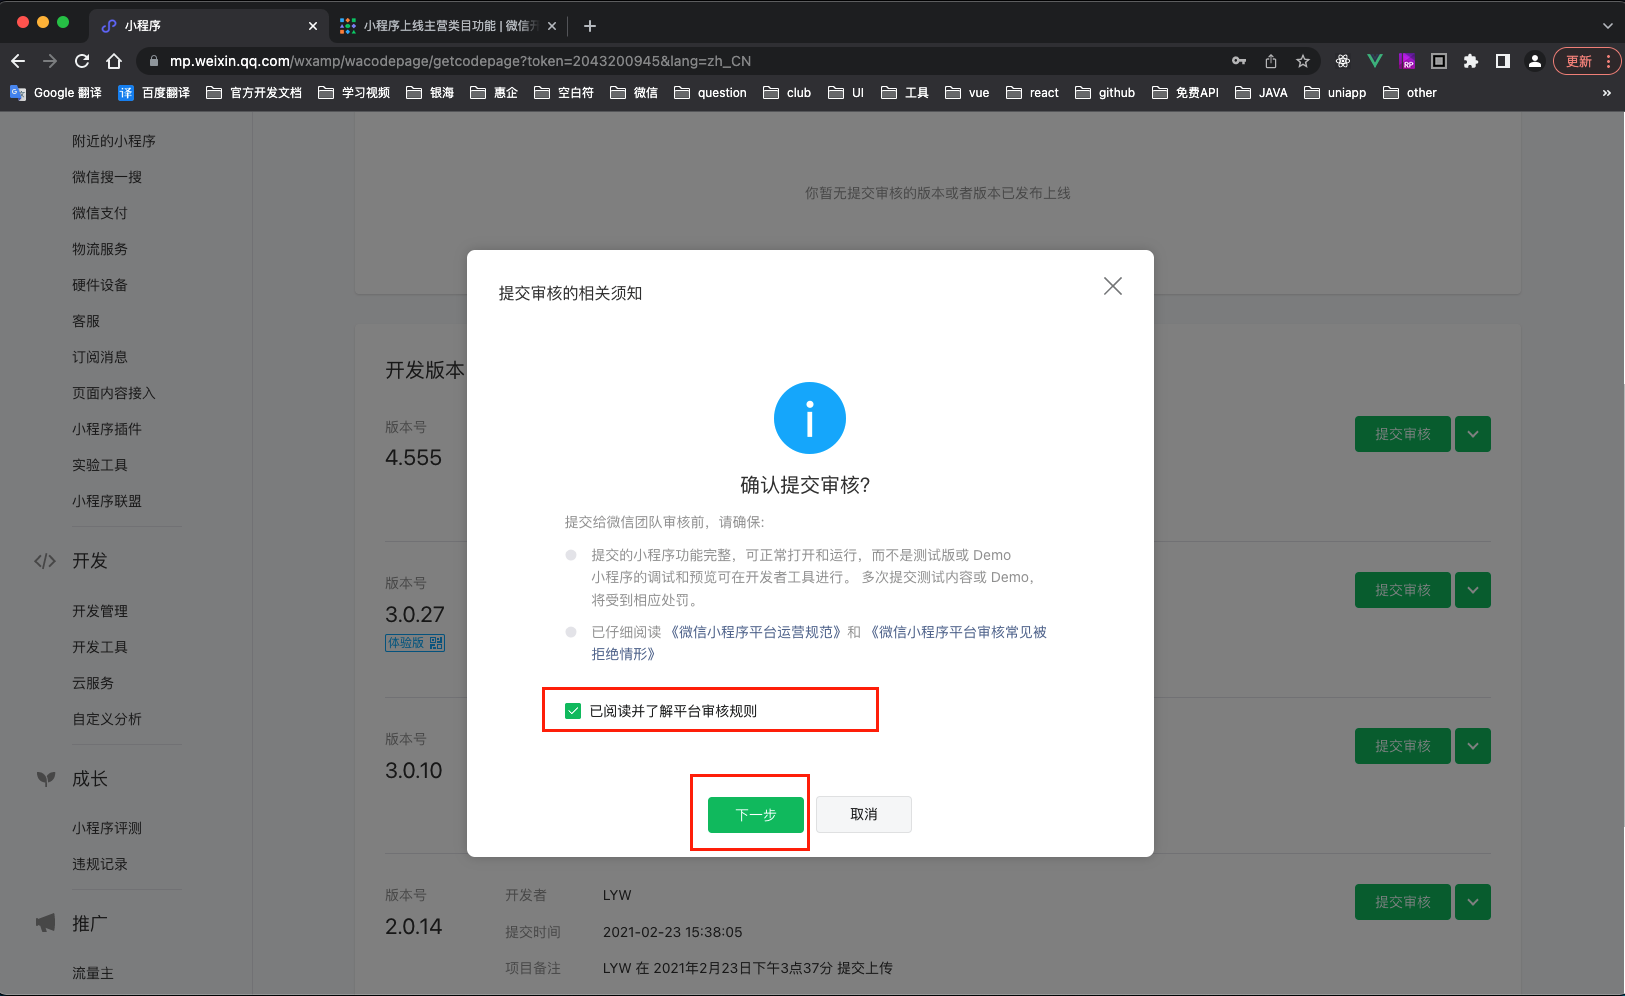 小程序
小程序上线主营类目功能 | 微信开
mp.weixin.qq.com/wxamp/wacodepage/getcodepage?token=2043200945&lang=zh_CN
RP
更新
Google 翻译
译 百度翻译
官方开发文档
学习视频
银海
惠企
空白符
微信
question
club
UI
工具
vue
react
github
免费API
JAVA
uniapp
other
附近的小程序
微信搜一搜
微信支付
物流服务
硬件设备
客服
订阅消息
页面内容接入
小程序插件
实验工具
小程序联盟
开发
开发管理
开发工具
云服务
自定义分析
成长
小程序评测
违规记录
推广
流量主
你暂无提交审核的版本或者版本已发布上线
开发版本
版本号
4.555
提交审核
版本号
3.0.27
体验版
提交审核
版本号
3.0.10
提交审核
版本号
2.0.14
开发者 LYW
提交时间 2021-02-23 15:38:05
项目备注 LYW 在 2021年2月23日下午3点37分 提交上传
提交审核
提交审核的相关须知
确认提交审核?
提交给微信团队审核前，请确保:
提交的小程序功能完整，可正常打开和运行，而不是测试版或 Demo
小程序的调试和预览可在开发者工具进行。 多次提交测试内容或 Demo，
将受到相应处罚。
已仔细阅读 《微信小程序平台运营规范》和 《微信小程序平台审核常见被
拒绝情形》
已阅读并了解平台审核规则
下一步
取消